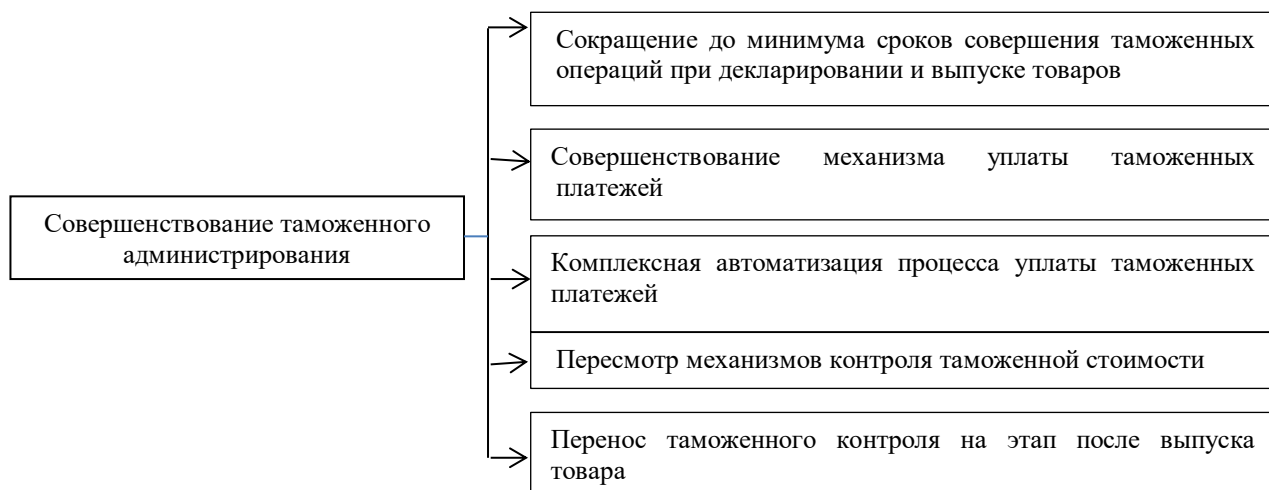 Сокращение до минимума сроков совершения таможенных
операций при декларировании и выпуске товаров
Совершенствование механизма уплаты таможенных
платежей
Совершенствование таможенного
администрирования
Комплексная автоматизация процесса уплаты таможенных
платежей
Пересмотр механизмов контроля таможенной стоимости
Перенос таможенного контроля на этап после выпуска
товара